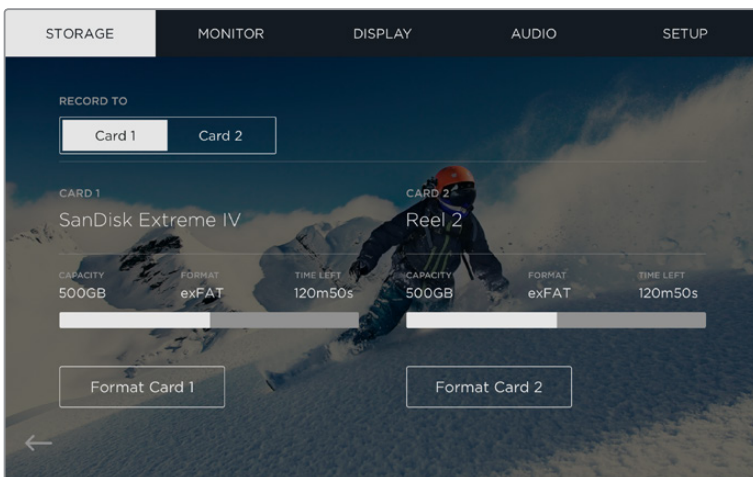 STORAGE MONITOR DISPLAY AUDIO SETUP
RECORD TO
Card 1 Card 2
CARD 1 CARD 2
SanDisk Extreme IV Reel 2
CAPACITY FORMAT TIME LEFT CAPACITY FORMAT TIME LEFT
500GB exFAT 120m50s 500GB exFAT 120m50s
Format Card 1 Format Card 2